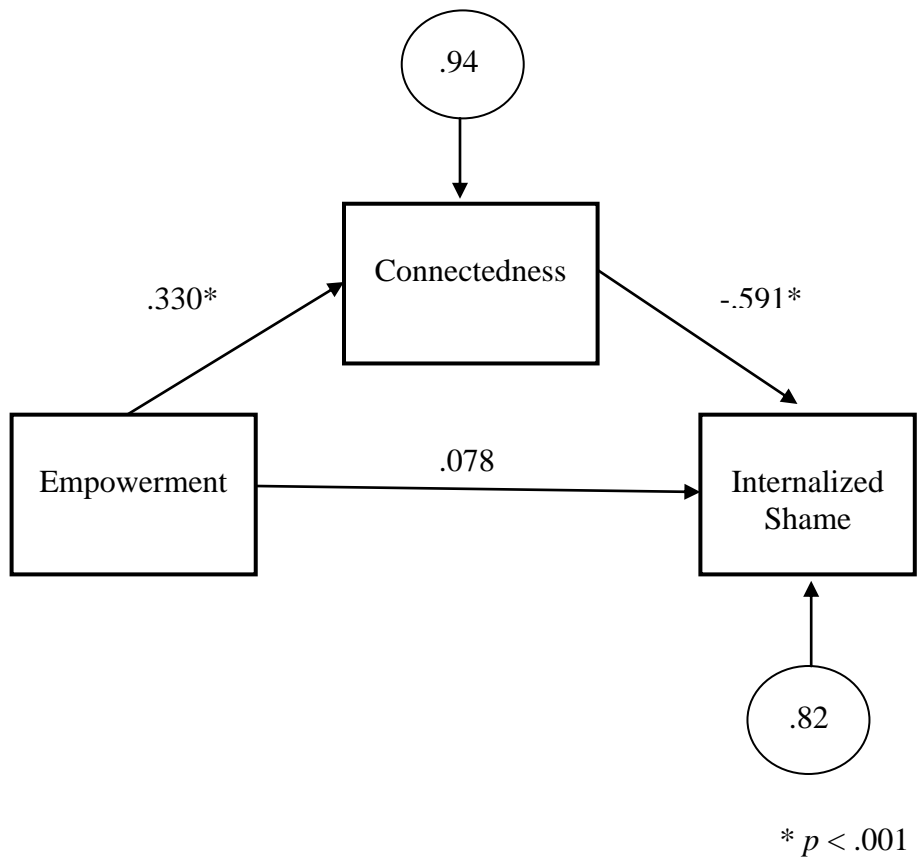 .94
Connectedness
.330*
-.591*
Empowerment
.078
Internalized
Shame
.82
* p < .001